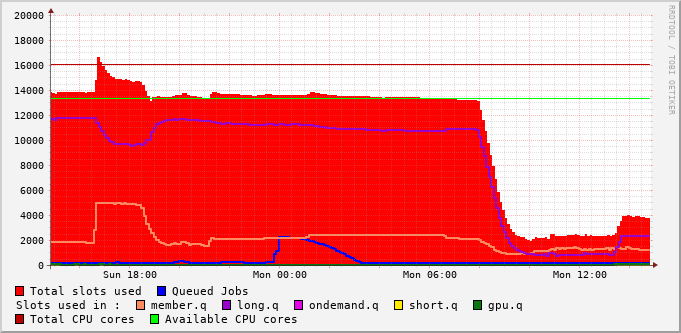 20000
18000
16000
14000
12000
10000
8000
6000
4000
2000
0
Sun 18:00 Mon 00:00 Mon 06:00 Mon 12:00
RRDTOOL / TOBI OETIKER
Total slots used Queued Jobs
Slots used in : member.q long.q ondemand.q short.q gpu.q
Total CPU cores Available CPU cores